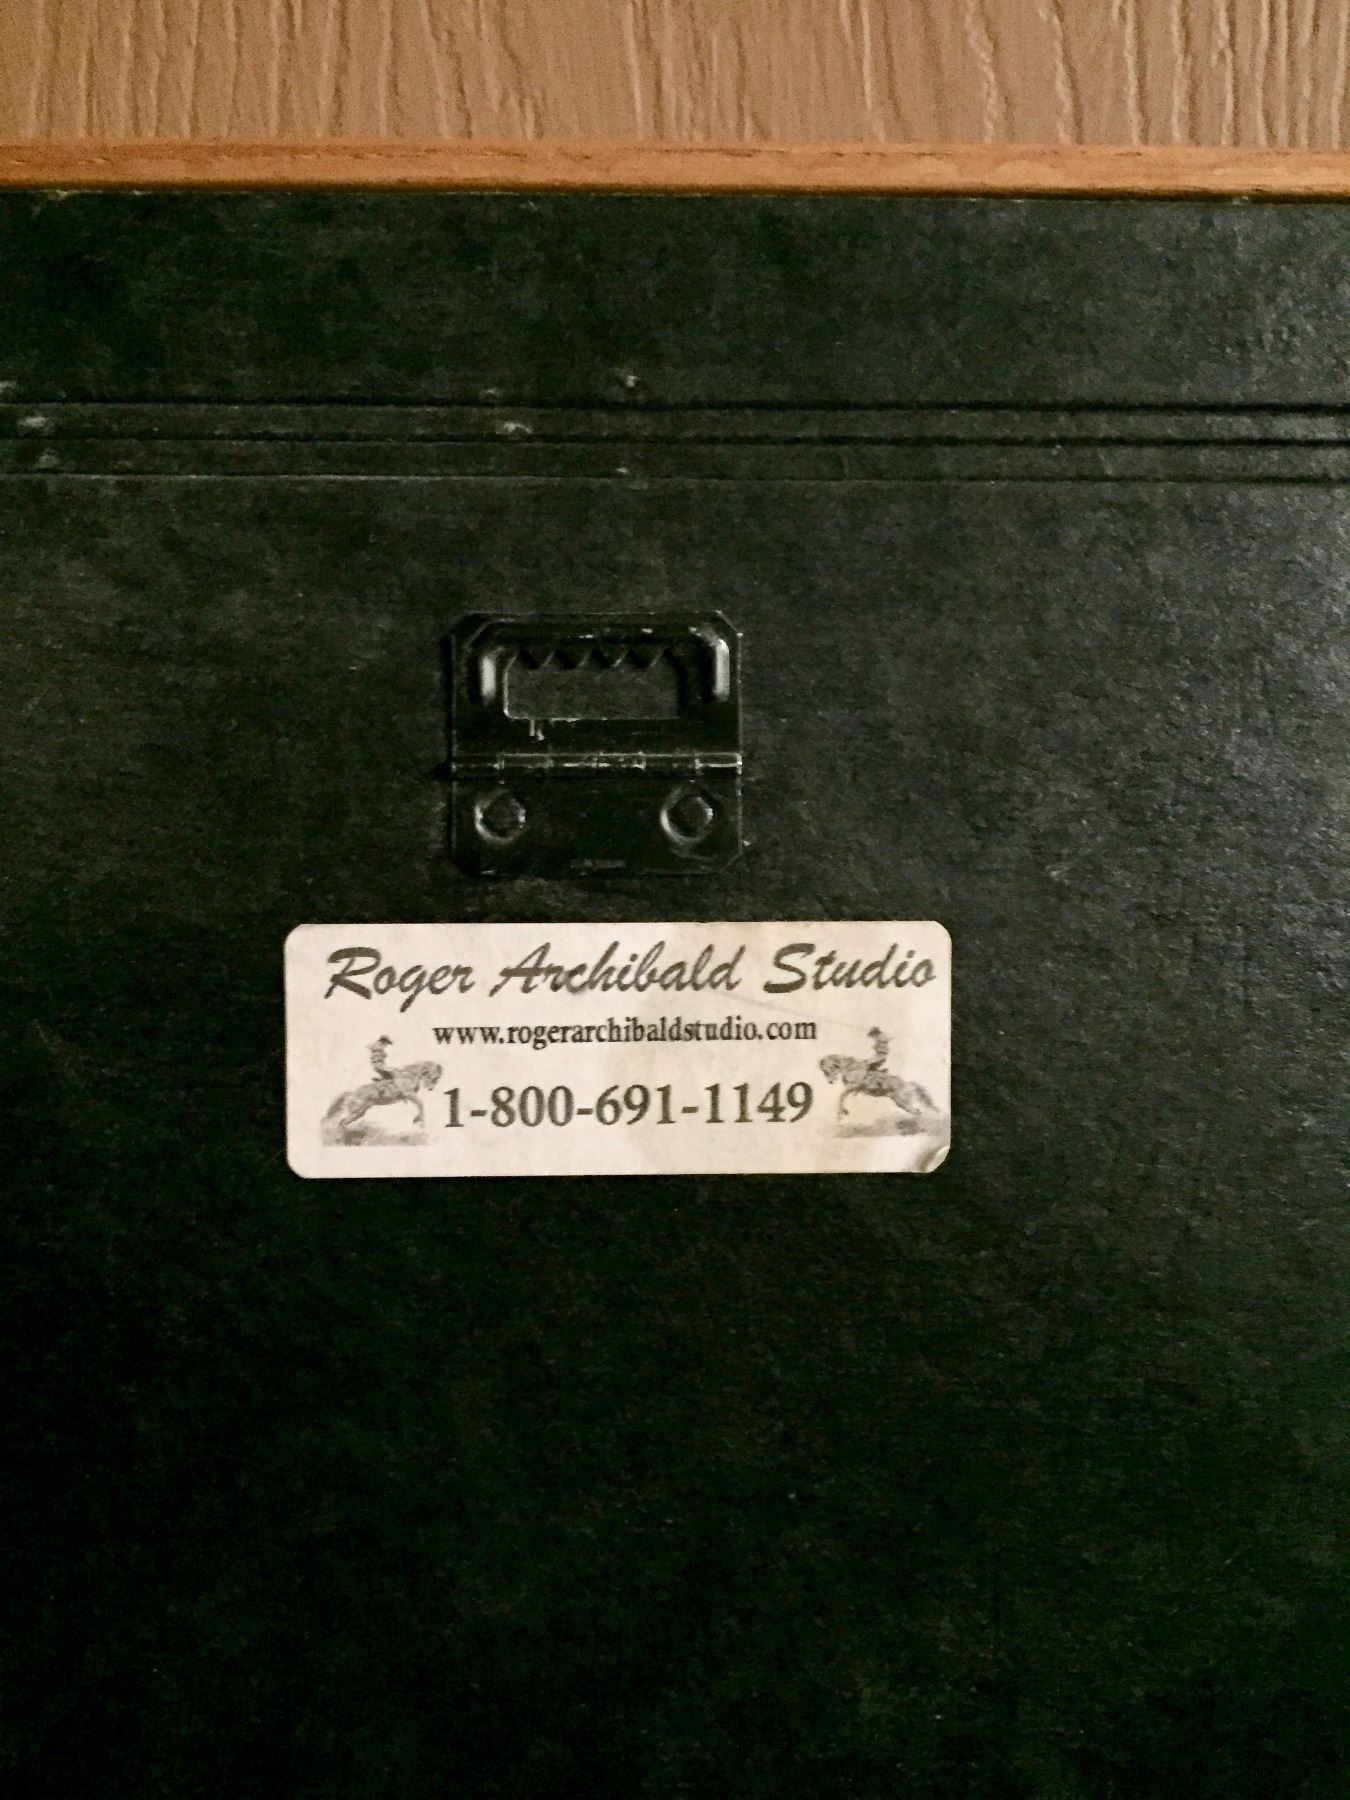 Roger Archibald Studio
www.rogerarchibaldstudio.com
1-800-691-1149